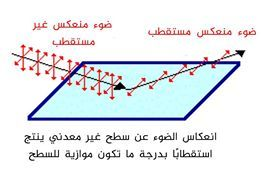 ضوء منعكس غير
مستقطب
ضوء منعكس مستقطب
انعكاس الضوء عن سطح غير معدني ينتج
استقطابًا بدرجة ما تكون موازية للسطح